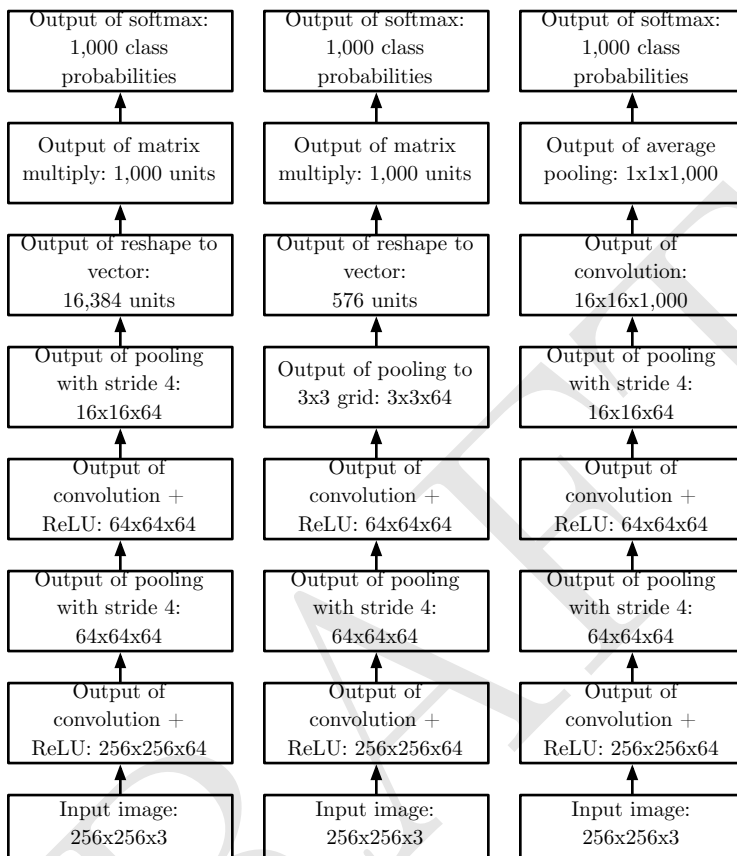 Output of softmax:
1,000 class
probabilities
Output of matrix
multiply: 1,000 units
Output of reshape to
vector:
16,384 units
Output of pooling
with stride 4:
16x16x64
Output of
convolution +
ReLU: 64x64x64
Output of pooling
with stride 4:
64x64x64
Output of
convolution +
ReLU: 256x256x64
Input image:
256x256x3
Output of softmax:
1,000 class
probabilities
Output of matrix
multiply: 1,000 units
Output of reshape to
vector:
576 units
Output of pooling to
3x3 grid: 3x3x64
Output of
convolution +
ReLU: 64x64x64
Output of pooling
with stride 4:
64x64x64
Output of
convolution +
ReLU: 256x256x64
Input image:
256x256x3
Output of softmax:
1,000 class
probabilities
Output of average
pooling: 1x1x1,000
Output of
convolution:
16x16x1,000
Output of pooling
with stride 4:
16x16x64
Output of
convolution +
ReLU: 64x64x64
Output of pooling
with stride 4:
64x64x64
Output of
convolution +
ReLU: 256x256x64
Input image:
256x256x3